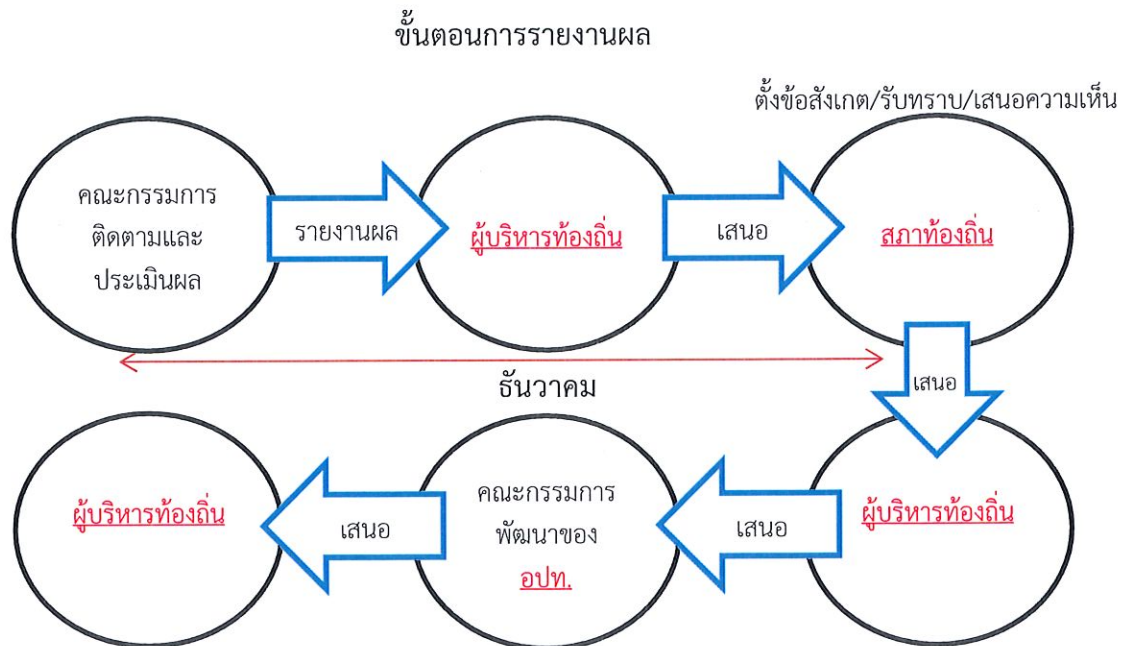 ขั้นตอนการรายงานผล
ตั้งข้อสังเกต/รับทราบ/เสนอความเห็น
คณะกรรมการ
ติดตามและ
ประเมินผล
รายงานผล
ผู้บริหารท้องถิ่น
เสนอ
สภาท้องถิ่น
ธันวาคม
เสนอ
ผู้บริหารท้องถิ่น
เสนอ
คณะกรรมการ
พัฒนาของ
อปท.
เสนอ
ผู้บริหารท้องถิ่น